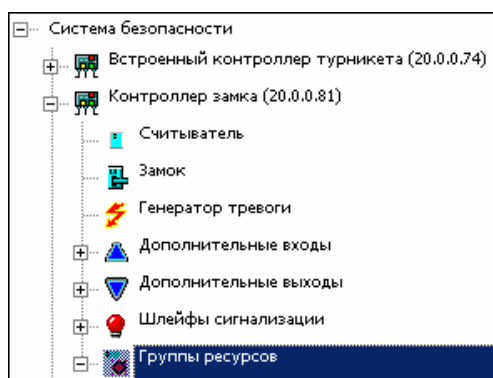 Система безопасности
Встроенный контроллер турникета (20.0.0.74)
Контроллер замка (20.0.0.81)
Считыватель
Замок
Генератор тревоги
Дополнительные входы
Дополнительные выходы
Шлейфы сигнализации
Группы ресурсов